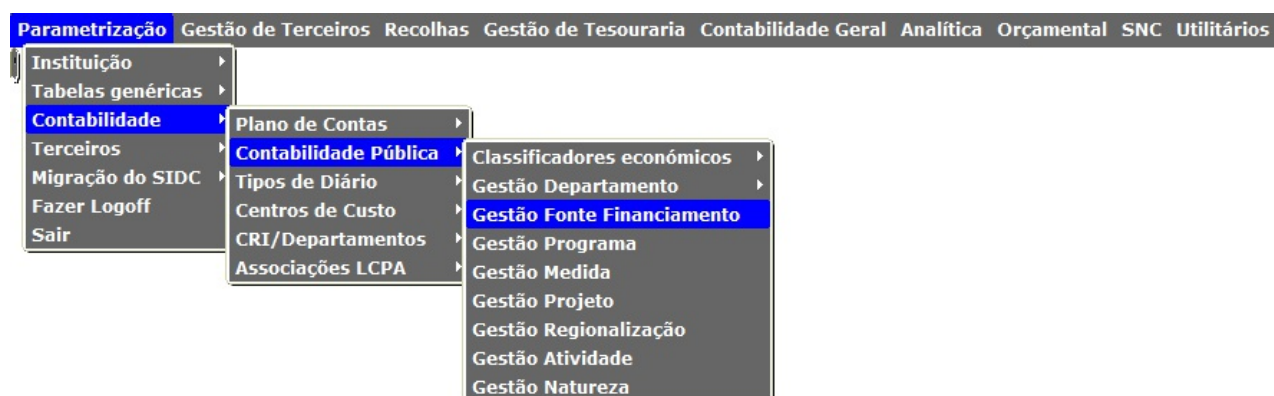 Parametrização Gestão de Terceiros Recolhas Gestão de Tesouraria Contabilidade Geral Analítica Orçamental SNC Utilitários
Instituição
Tabelas genéricas
Contabilidade
Terceiros
Migração do SIDC
Fazer Logoff
Sair
Plano de Contas
Contabilidade Pública
Tipos de Diário
Centros de Custo
CRI/Departamentos
Associações LCPA
Classificadores económicos
Gestão Departamento
Gestão Fonte Financiamento
Gestão Programa
Gestão Medida
Gestão Projeto
Gestão Regionalização
Gestão Atividade
Gestão Natureza